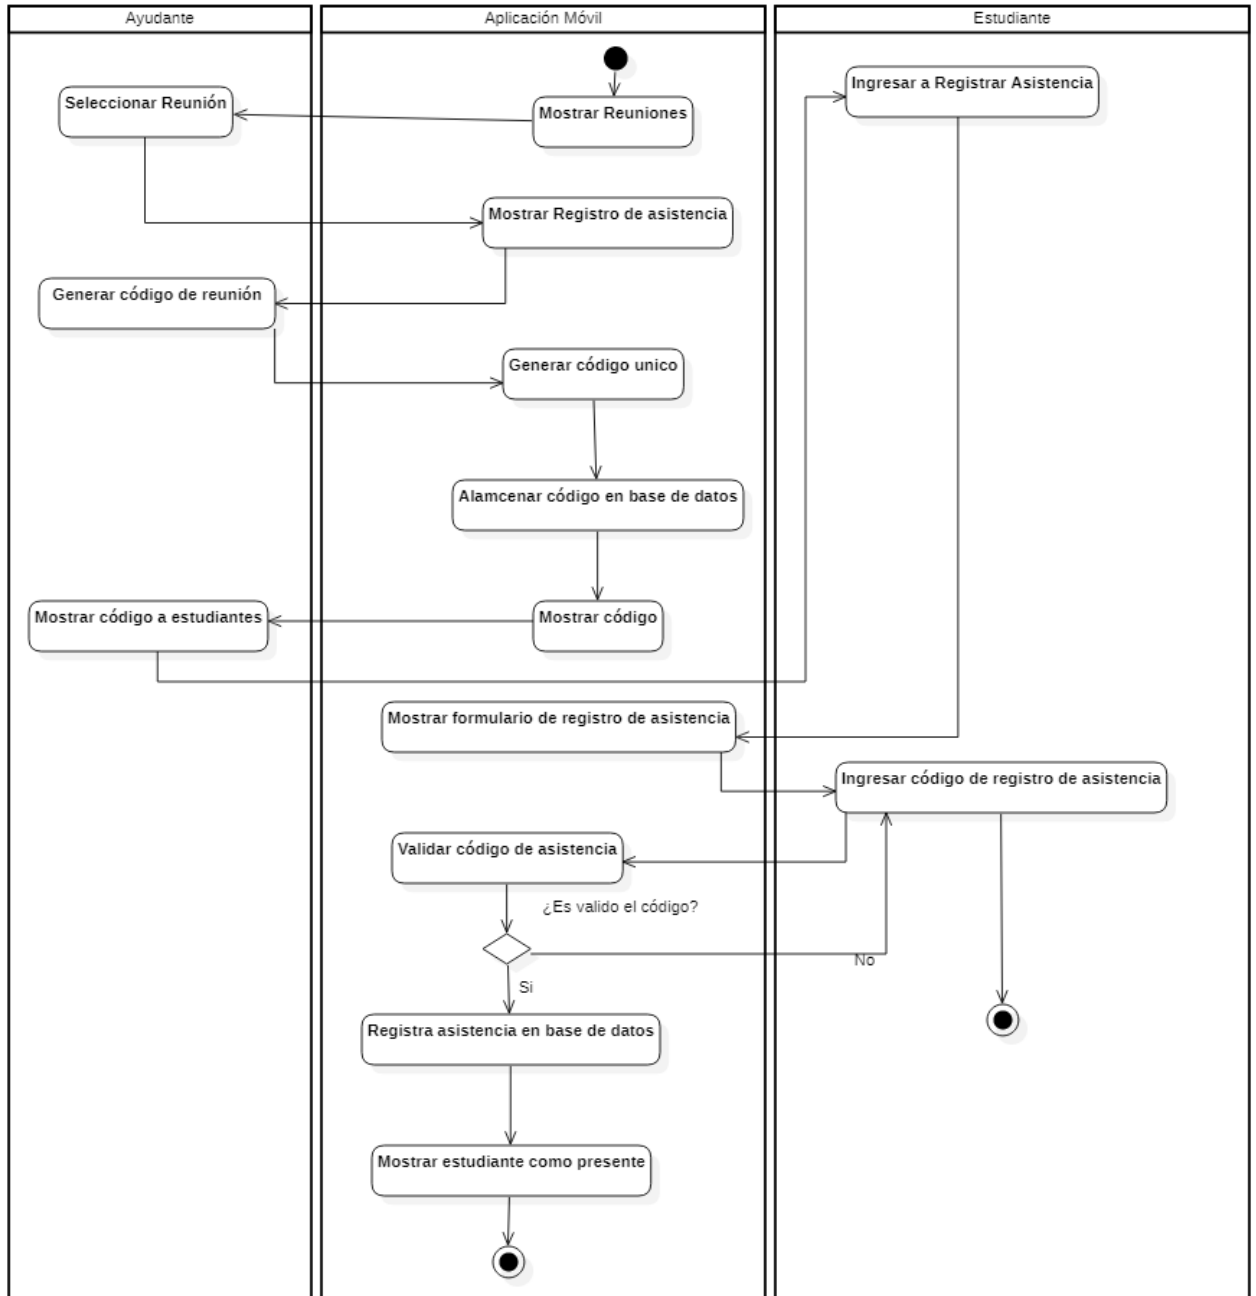 Ayudante
Aplicación Móvil
Estudiante
Ingresar a Registrar Asistencia
Seleccionar Reunión
Mostrar Reuniones
Mostrar Registro de asistencia
Generar código de reunión
Generar código unico
Alamcenar código en base de datos
Mostrar código a estudiantes
Mostrar código
Mostrar formulario de registro de asistencia
Ingresar código de registro de asistencia
Validar código de asistencia
¿Es valido el código?
No
Si
Registra asistencia en base de datos
Mostrar estudiante como presente